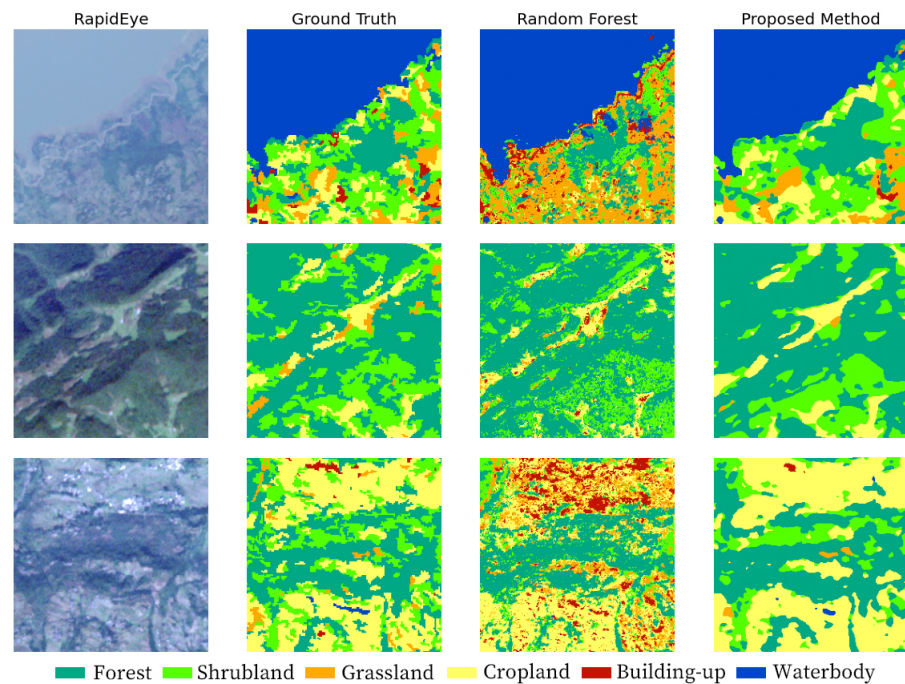 RapidEye Ground Truth Random Forest Proposed Method
Forest Shrubland Grassland Cropland Building-up Waterbody